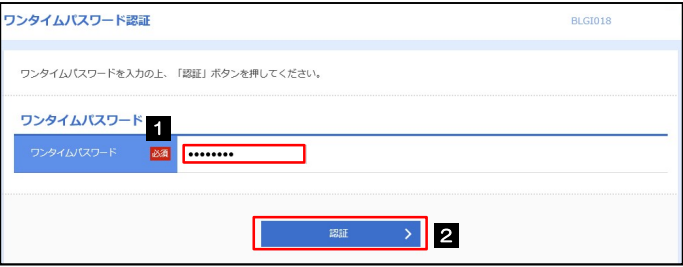 ワンタイムパスワード認証
BLGI018
ワンタイムパスワードを入力の上、「認証」ボタンを押してください。
ワンタイムパスワード
1
ワンタイムパスワード 必須 ●●●●●●●●
認証 2